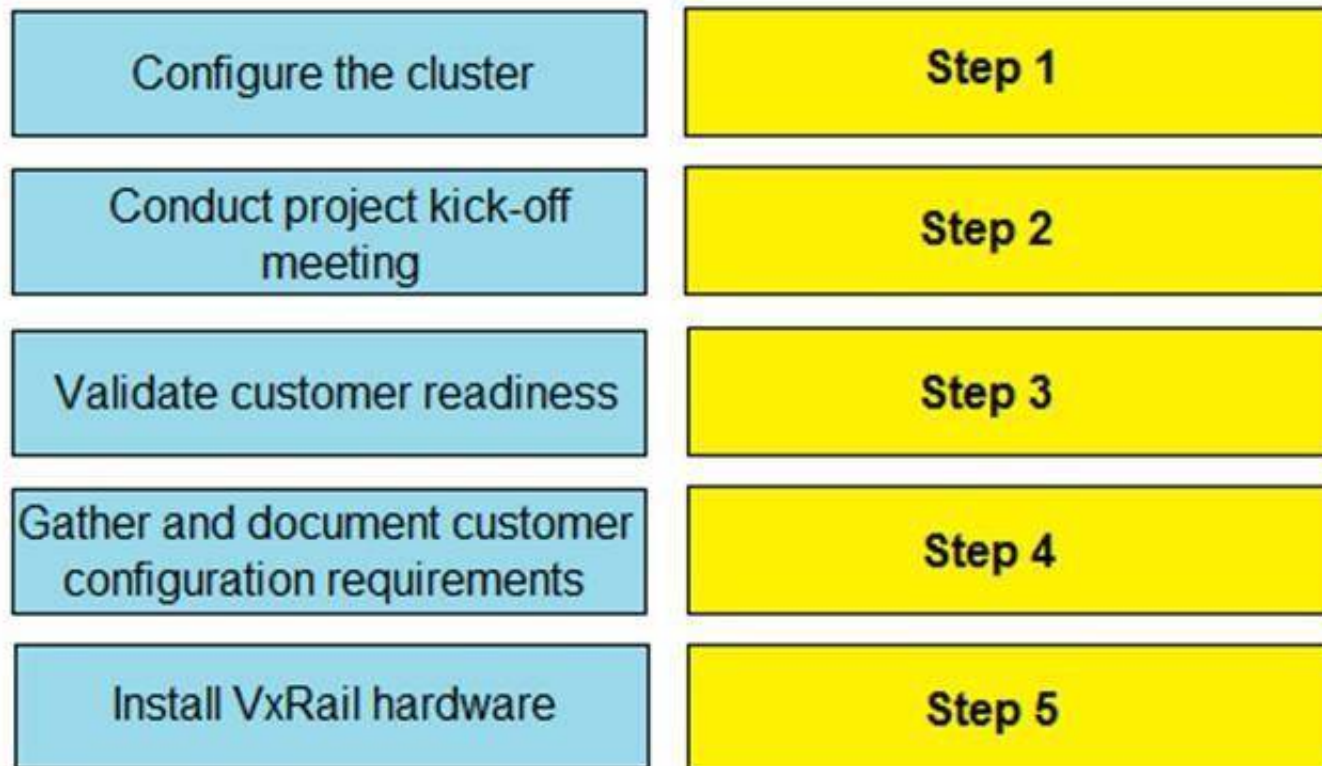 Configure the cluster
Step 1
Conduct project kick-off
meeting
Step 2
Validate customer readiness
Step 3
Gather and document customer
configuration requirements
Step 4
Install VxRail hardware
Step 5